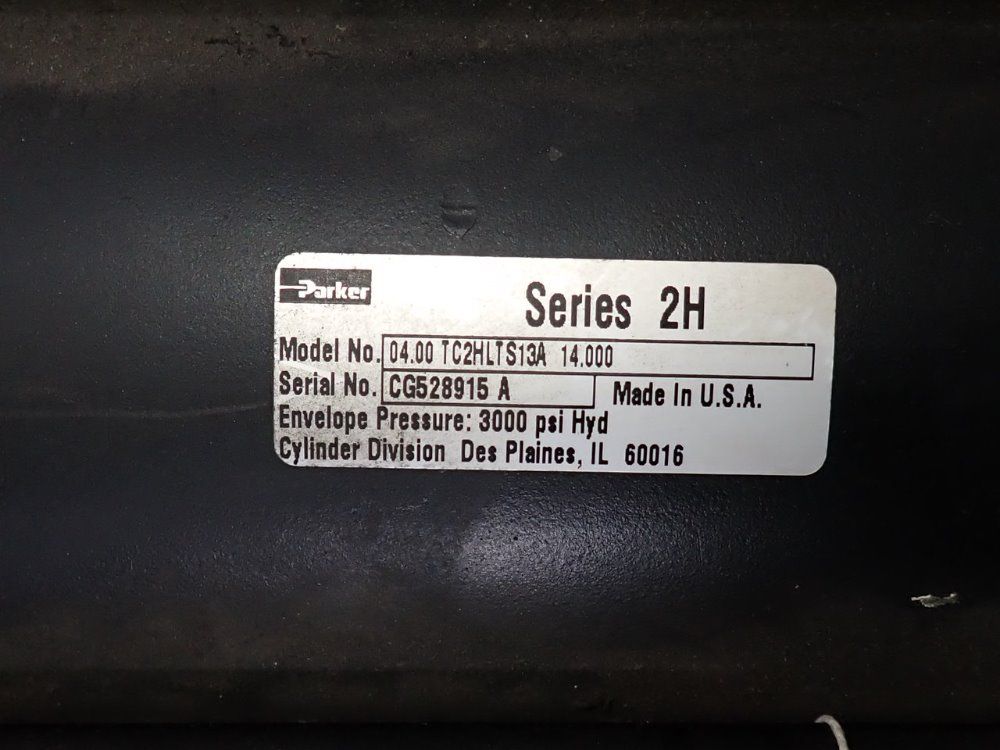 Parker
Series 2H
Model No. 04.00 TC2HLTS13A 14.000
Serial No. CG528915 A Made In U.S.A.
Envelope Pressure: 3000 psi Hyd
Cylinder Division Des Plaines, IL 60016